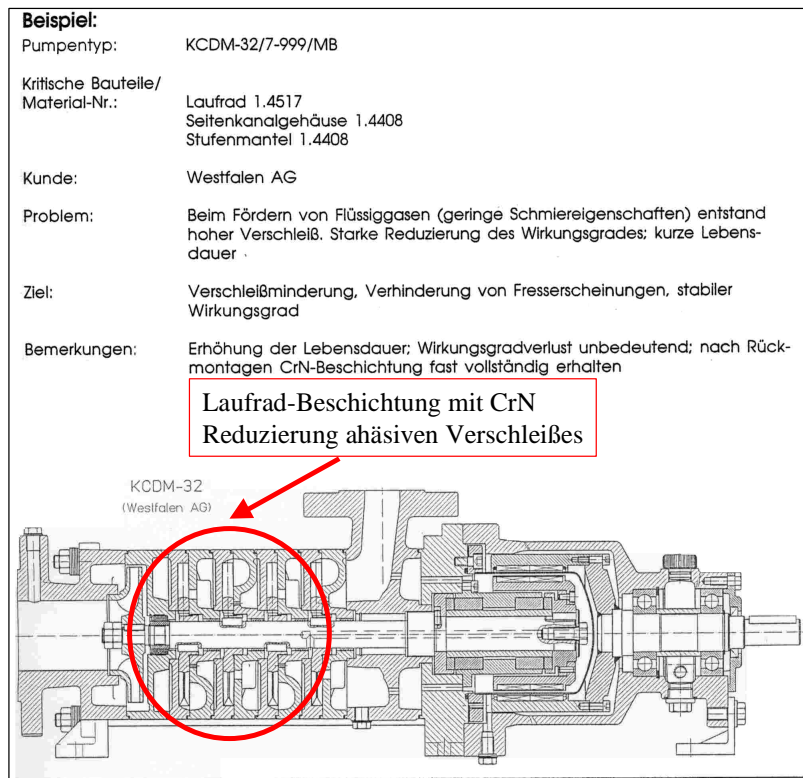 Beispiel:
Pumpentyp: KCDM-32/7-999/MB
Kritische Bauteile/
Material-Nr.: Laufrad 1.4517
Seitenkanalgehäuse 1.4408
Stufenmantel 1.4408
Kunde: Westfalen AG
Problem: Beim Fördern von Flüssiggasen (geringe Schmiereigenschaften) entstand
hoher Verschleiß. Starke Reduzierung des Wirkungsgrades; kurze Lebens-
dauer
Ziel: Verschleißminderung, Verhinderung von Fresserscheinungen, stabiler
Wirkungsgrad
Bemerkungen: Erhöhung der Lebensdauer; Wirkungsgradverlust unbedeutend; nach Rück-
montagen CrN-Beschichtung fast vollständig erhalten
Laufrad-Beschichtung mit CrN
Reduzierung ahäsiven Verschleißes
KCDM-32
(Westfalen AG)